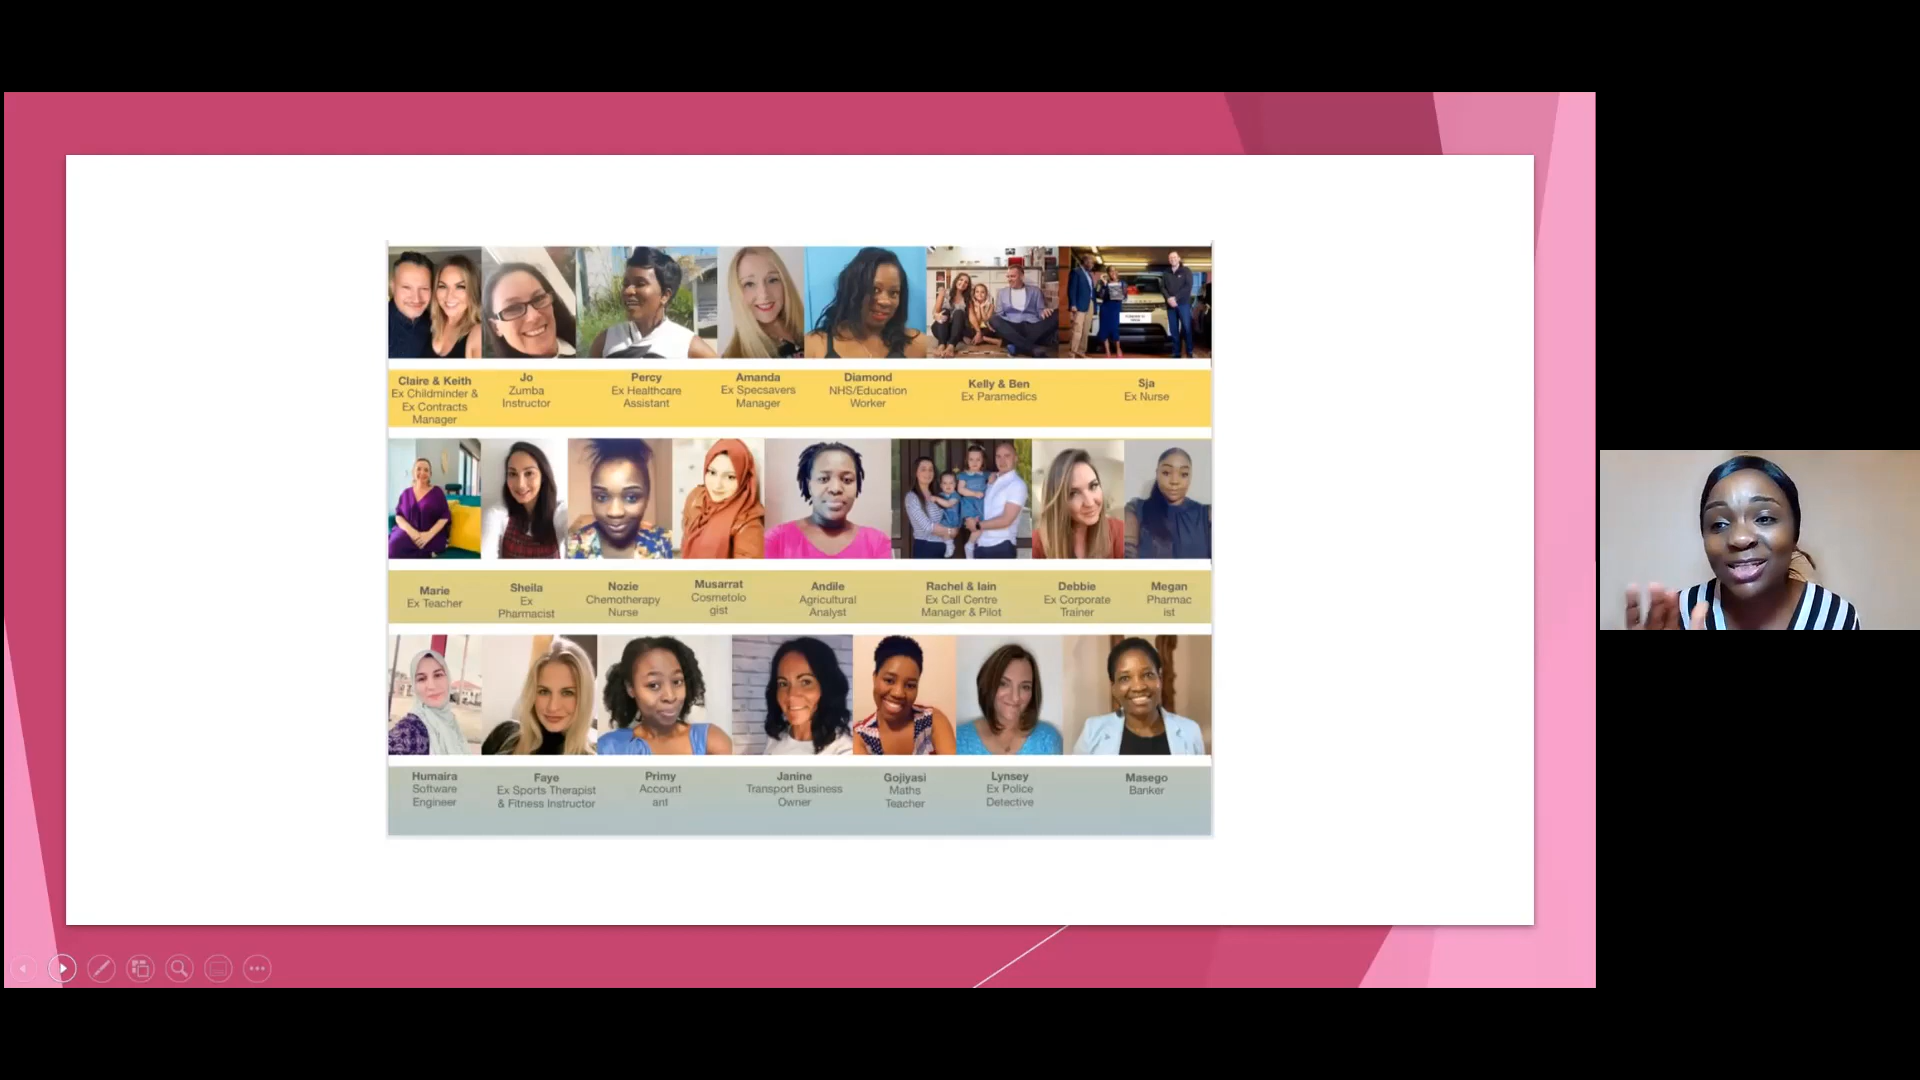 Claire & Keith
Ex Childminder &
Ex Contracts
Manager
Jo
Zumba
Instructor
Percy
Ex Healthcare
Assistant
Amanda
Ex Specsavers
Manager
Diamond
NHS/Education
Worker
Kelly & Ben
Ex Paramedics
Sja
Ex Nurse
Marie
Ex Teacher
Sheila
Ex
Pharmacist
Nozie
Chemotherapy
Nurse
Musarrat
Cosmetolo
gist
Andile
Agricultural
Analyst
Rachel & Iain
Ex Call Centre
Manager & Pilot
Debbie
Ex Corporate
Trainer
Megan
Pharmac
ist
Humaira
Software
Engineer
Faye
Ex Sports Therapist
& Fitness Instructor
Primy
Account
ant
Janine
Transport Business
Owner
Gojiyasi
Maths
Teacher
Lynsey
Ex Police
Detective
Masego
Banker